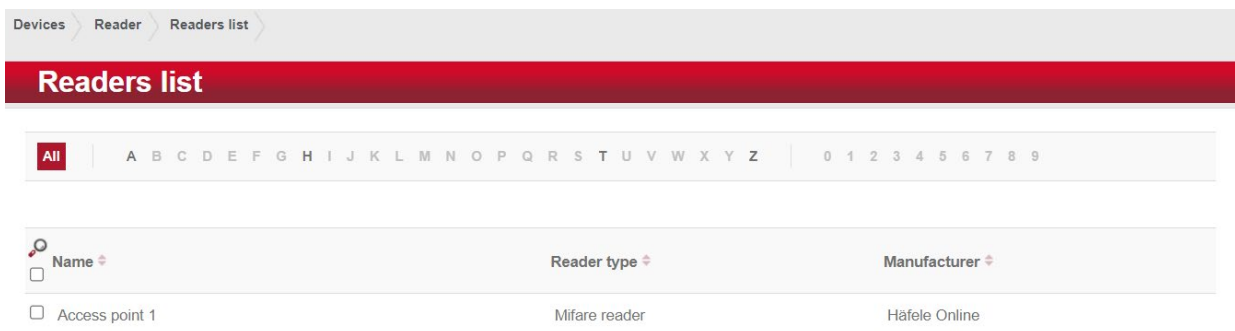 Devices Reader Readers list
Readers list
All A B C D E F G H I J K L M N O P Q R S T U V W X Y Z 0 1 2 3 4 5 6 7 8 9
Name Reader type Manufacturer
Access point 1 Mifare reader Häfele Online